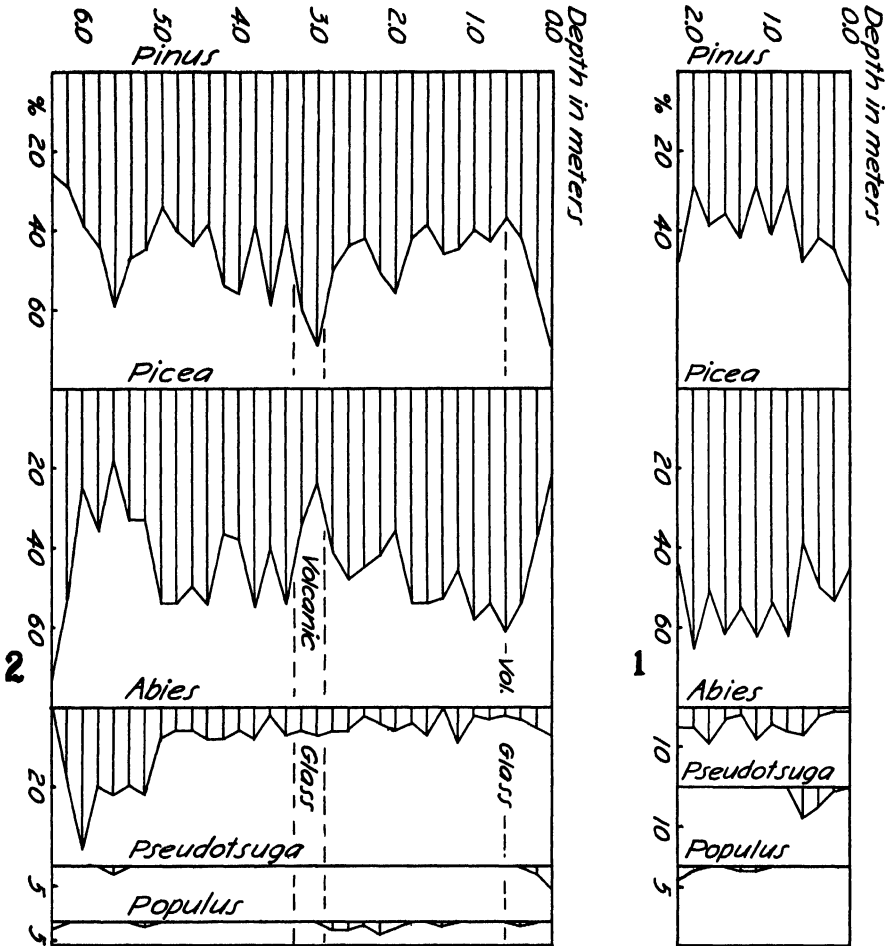 Depth in meters
6.0 5.0 4.0 3.0 2.0 1.0 0.0
Pinus
% 20 40 60
Picea
20 40 60
Volcanic Glass
Vol. Glass
Abies
20
Pseudotsuga
5
Populus
5
2
Depth in meters
2.0 1.0 0.0
Pinus
% 20 40
Picea
20 40 60
Abies
10
Pseudotsuga
10
Populus
5
1